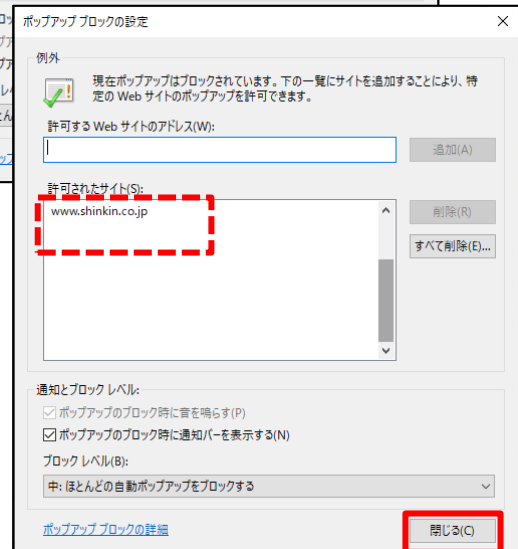 ポップアップ ブロックの設定
例外
現在ポップアップはブロックされています。下の一覧にサイトを追加することにより、特
定の Web サイトのポップアップを許可できます。
許可する Web サイトのアドレス(W):
追加(A)
許可されたサイト(S):
www.shinkin.co.jp
削除(R)
すべて削除(E)...
通知とブロック レベル:
ポップアップのブロック時に音を鳴らす(P)
ポップアップのブロック時に通知バーを表示する(N)
ブロック レベル(B):
中: ほとんどの自動ポップアップをブロックする
ポップアップ ブロックの詳細
閉じる(C)